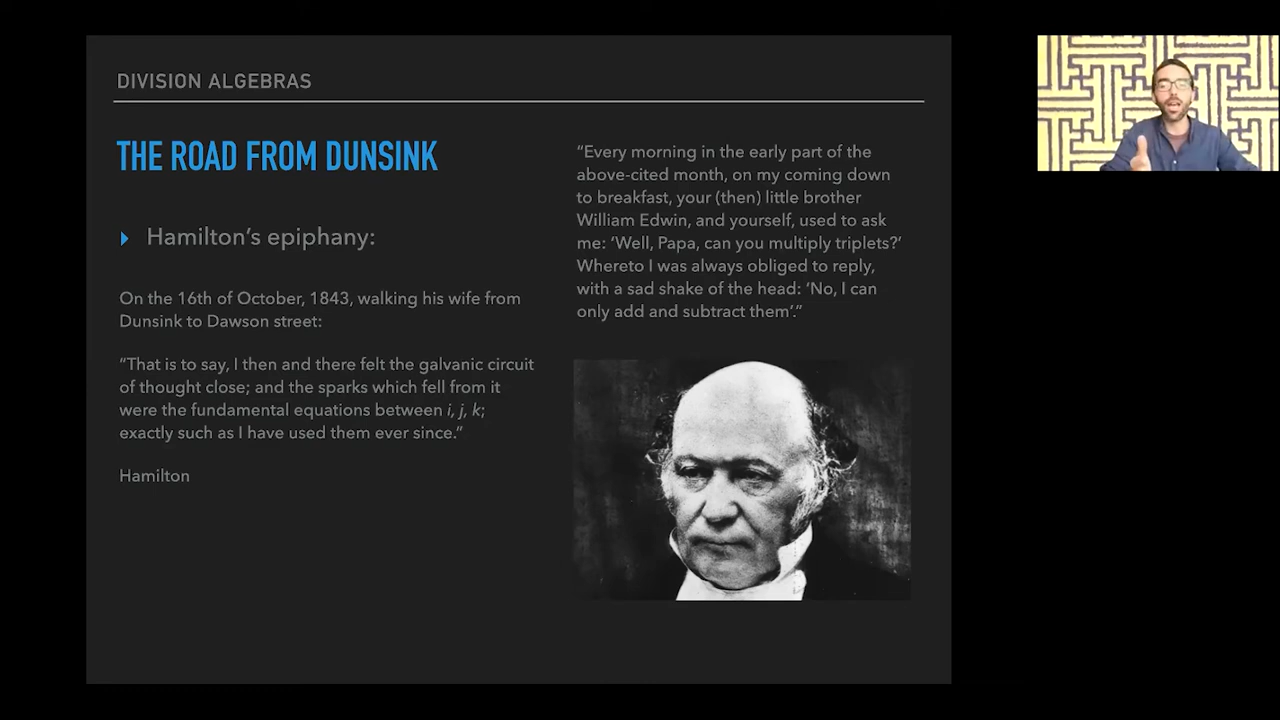 DIVISION ALGEBRAS
THE ROAD FROM DUNSINK
Hamilton’s epiphany:
On the 16th of October, 1843, walking his wife from
Dunsink to Dawson street:
“That is to say, I then and there felt the galvanic circuit
of thought close; and the sparks which fell from it
were the fundamental equations between i, j, k;
exactly such as I have used them ever since.”
Hamilton
“Every morning in the early part of the
above-cited month, on my coming down
to breakfast, your (then) little brother
William Edwin, and yourself, used to ask
me: ‘Well, Papa, can you multiply triplets?’
Whereto I was always obliged to reply,
with a sad shake of the head: ‘No, I can
only add and subtract them’.”